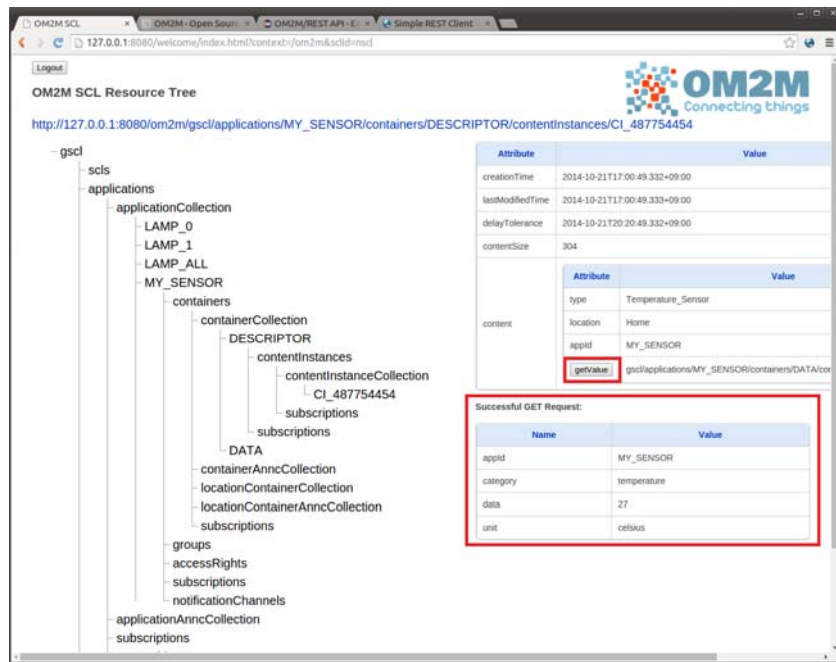 OM2M SCL
OM2M - Open Sourc
OM2M/REST API - Ec
Simple REST Client
127.0.0.1:8080/welcome/index.html?context=/om2m&sclId=nscl
Logout
OM2M
Connecting things
OM2M SCL Resource Tree
http://127.0.0.1:8080/om2m/gscl/applications/MY_SENSOR/containers/DESCRIPTOR/contentInstances/CI_487754454
gscl
scls
applications
applicationCollection
LAMP_0
LAMP_1
LAMP_ALL
MY_SENSOR
containers
containerCollection
DESCRIPTOR
contentInstances
contentInstanceCollection
CI_487754454
subscriptions
subscriptions
DATA
containerAnncCollection
locationContainerCollection
locationContainerAnncCollection
subscriptions
groups
accessRights
subscriptions
notificationChannels
applicationAnncCollection
subscriptions
Attribute Value
creationTime 2014-10-21T17:00:49.332+09:00
lastModifiedTime 2014-10-21T17:00:49.333+09:00
delayTolerance 2014-10-21T20:20:49.332+09:00
contentSize 304
content
Attribute Value
type Temperature_Sensor
location Home
appId MY_SENSOR
getValue gscl/applications/MY_SENSOR/containers/DATA/cor
Successful GET Request:
Name Value
appId MY_SENSOR
category temperature
data 27
unit celsius